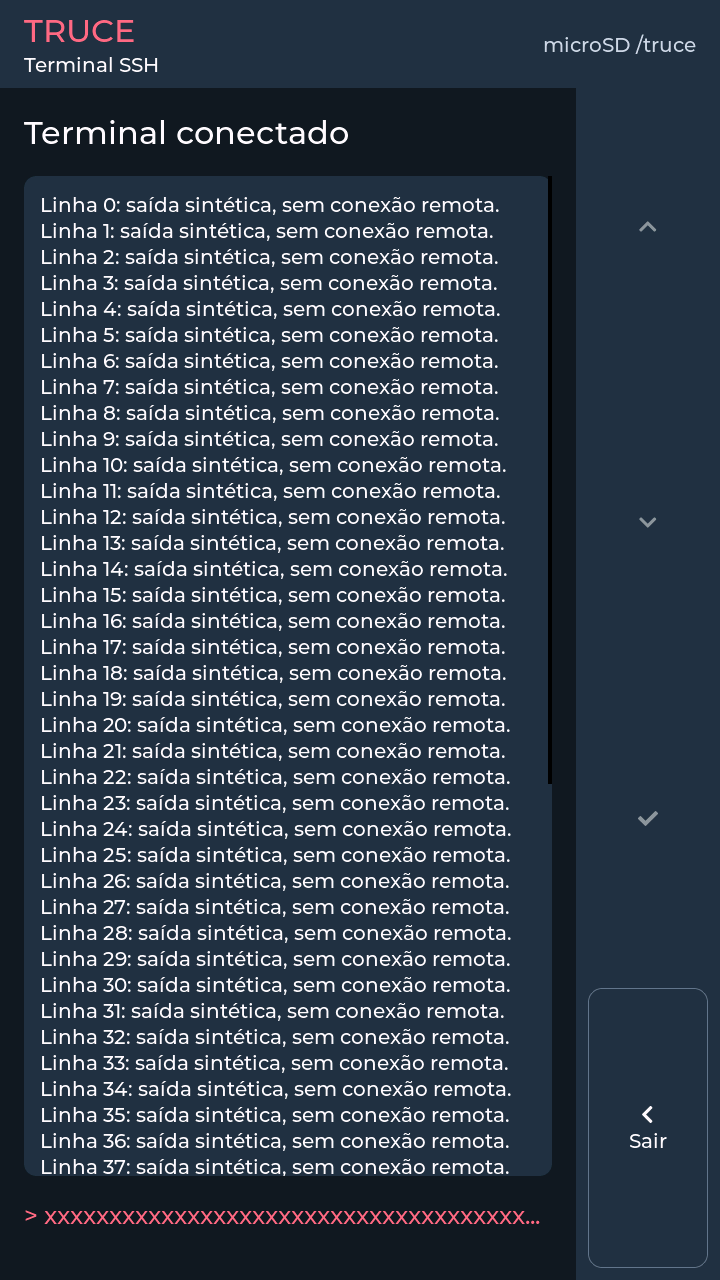 TRUCE
Terminal SSH
microSD /truce
Terminal conectado
Linha 0: saída sintética, sem conexão remota.
Linha 1: saída sintética, sem conexão remota.
Linha 2: saída sintética, sem conexão remota.
Linha 3: saída sintética, sem conexão remota.
Linha 4: saída sintética, sem conexão remota.
Linha 5: saída sintética, sem conexão remota.
Linha 6: saída sintética, sem conexão remota.
Linha 7: saída sintética, sem conexão remota.
Linha 8: saída sintética, sem conexão remota.
Linha 9: saída sintética, sem conexão remota.
Linha 10: saída sintética, sem conexão remota.
Linha 11: saída sintética, sem conexão remota.
Linha 12: saída sintética, sem conexão remota.
Linha 13: saída sintética, sem conexão remota.
Linha 14: saída sintética, sem conexão remota.
Linha 15: saída sintética, sem conexão remota.
Linha 16: saída sintética, sem conexão remota.
Linha 17: saída sintética, sem conexão remota.
Linha 18: saída sintética, sem conexão remota.
Linha 19: saída sintética, sem conexão remota.
Linha 20: saída sintética, sem conexão remota.
Linha 21: saída sintética, sem conexão remota.
Linha 22: saída sintética, sem conexão remota.
Linha 23: saída sintética, sem conexão remota.
Linha 24: saída sintética, sem conexão remota.
Linha 25: saída sintética, sem conexão remota.
Linha 26: saída sintética, sem conexão remota.
Linha 27: saída sintética, sem conexão remota.
Linha 28: saída sintética, sem conexão remota.
Linha 29: saída sintética, sem conexão remota.
Linha 30: saída sintética, sem conexão remota.
Linha 31: saída sintética, sem conexão remota.
Linha 32: saída sintética, sem conexão remota.
Linha 33: saída sintética, sem conexão remota.
Linha 34: saída sintética, sem conexão remota.
Linha 35: saída sintética, sem conexão remota.
Linha 36: saída sintética, sem conexão remota.
Linha 37: saída sintética, sem conexão remota.
> xxxxxxxxxxxxxxxxxxxxxxxxxxxxxxxxxxxxx...
Sair